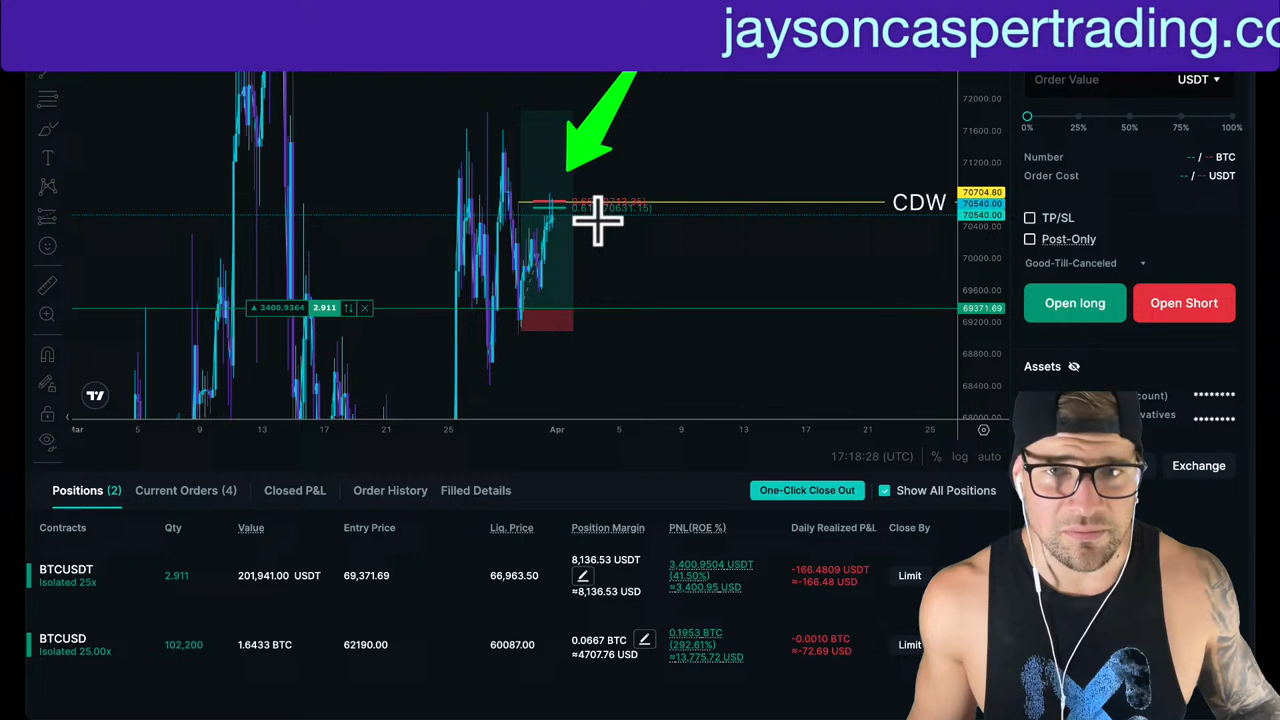 jaysoncaspertrading.co
Order Value
USDT
0%
25%
50%
75%
100%
Number
-- / -- BTC
Order Cost
-- / -- USDT
TP/SL
Post-Only
Good-Till-Canceled
Open long
Open Short
Assets
ount)
********
vatives
********
Exchange
72000.00
71600.00
71200.00
70704.80
70540.00
70540.00
70400.00
70000.00
69600.00
69371.69
69200.00
68800.00
68400.00
68000.00
CDW
3400.9364
2.911
Mar
5
9
13
17
21
25
Apr
5
9
13
17
21
25
17:18:28 (UTC)
%
log
auto
Positions (2)
Current Orders (4)
Closed P&L
Order History
Filled Details
One-Click Close Out
Show All Positions
Contracts
Qty
Value
Entry Price
Liq. Price
Position Margin
PNL(ROE %)
Daily Realized P&L
Close By
BTCUSDT
Isolated 25x
2.911
201,941.00 USDT
69,371.69
66,963.50
8,136.53 USDT
≈8,136.53 USD
3,400.9504 USDT
(41.50%)
≈3,400.95 USD
-166.4809 USDT
≈-166.48 USD
Limit
BTCUSD
Isolated 25.00x
102,200
1.6433 BTC
62190.00
60087.00
0.0667 BTC
≈4707.76 USD
0.1953 BTC
(292.61%)
≈13,775.72 USD
-0.0010 BTC
≈-72.69 USD
Limit